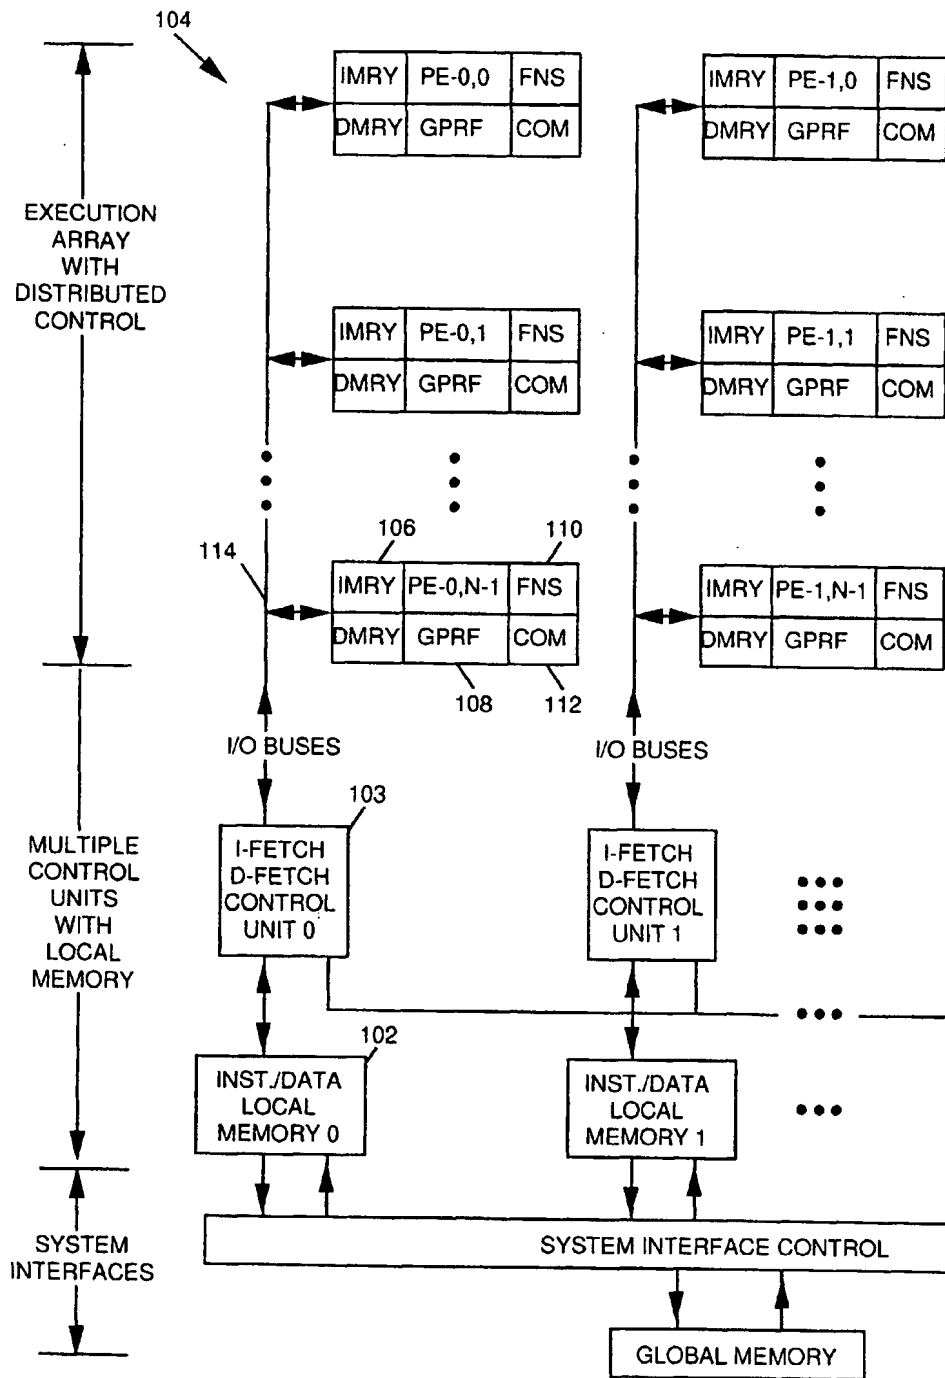 104
IMRY PE-0,0 FNS
DMRY GPRF COM
IMRY PE-1,0 FNS
DMRY GPRF COM
EXECUTION
ARRAY
WITH
DISTRIBUTED
CONTROL
IMRY PE-0,1 FNS
DMRY GPRF COM
IMRY PE-1,1 FNS
DMRY GPRF COM
106
110
114
IMRY PE-0,N-1 FNS
DMRY GPRF COM
108
112
IMRY PE-1,N-1 FNS
DMRY GPRF COM
I/O BUSES
I/O BUSES
103
MULTIPLE
CONTROL
UNITS
WITH
LOCAL
MEMORY
I-FETCH
D-FETCH
CONTROL
UNIT 0
I-FETCH
D-FETCH
CONTROL
UNIT 1
102
INST./DATA
LOCAL
MEMORY 0
INST./DATA
LOCAL
MEMORY 1
SYSTEM
INTERFACES
SYSTEM INTERFACE CONTROL
GLOBAL MEMORY